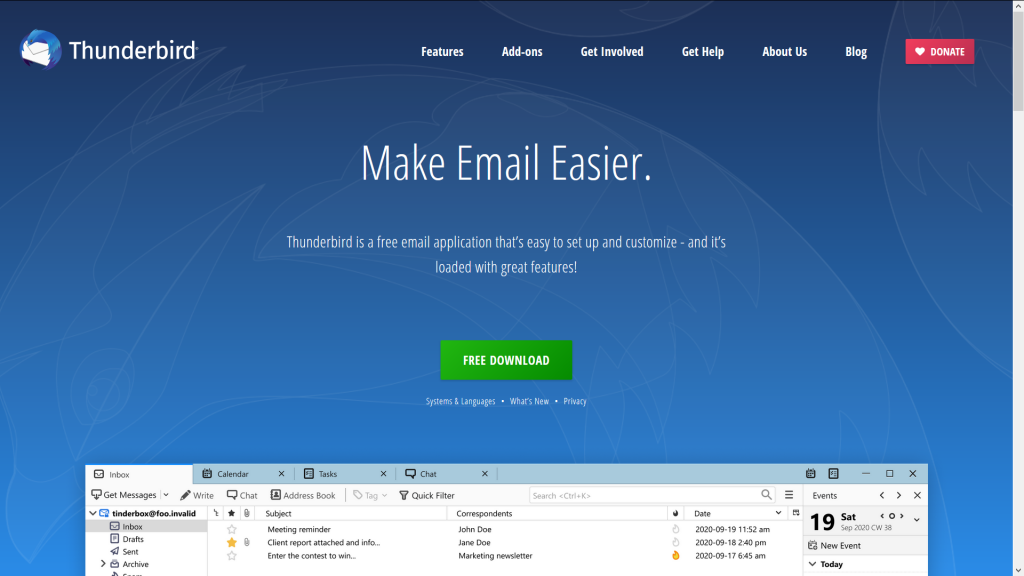 Thunderbird
Features Add-ons Get Involved Get Help About Us Blog DONATE
Make Email Easier.
Thunderbird is a free email application that’s easy to set up and customize - and it’s
loaded with great features!
FREE DOWNLOAD
Systems & Languages • What’s New • Privacy
Inbox Calendar Tasks Chat
Get Messages Write Chat Address Book Tag Quick Filter Search <Ctrl+K> Events
tinderbox@foo.invalid Subject Correspondents Date
19 Sat
Sep 2020 CW 38
Inbox Meeting reminder John Doe 2020-09-19 11:52 am
Drafts Client report attached and info... Jane Doe 2020-09-18 2:40 pm
New Event
Sent Enter the contest to win... Marketing newsletter 2020-09-17 6:45 am
Archive
Today